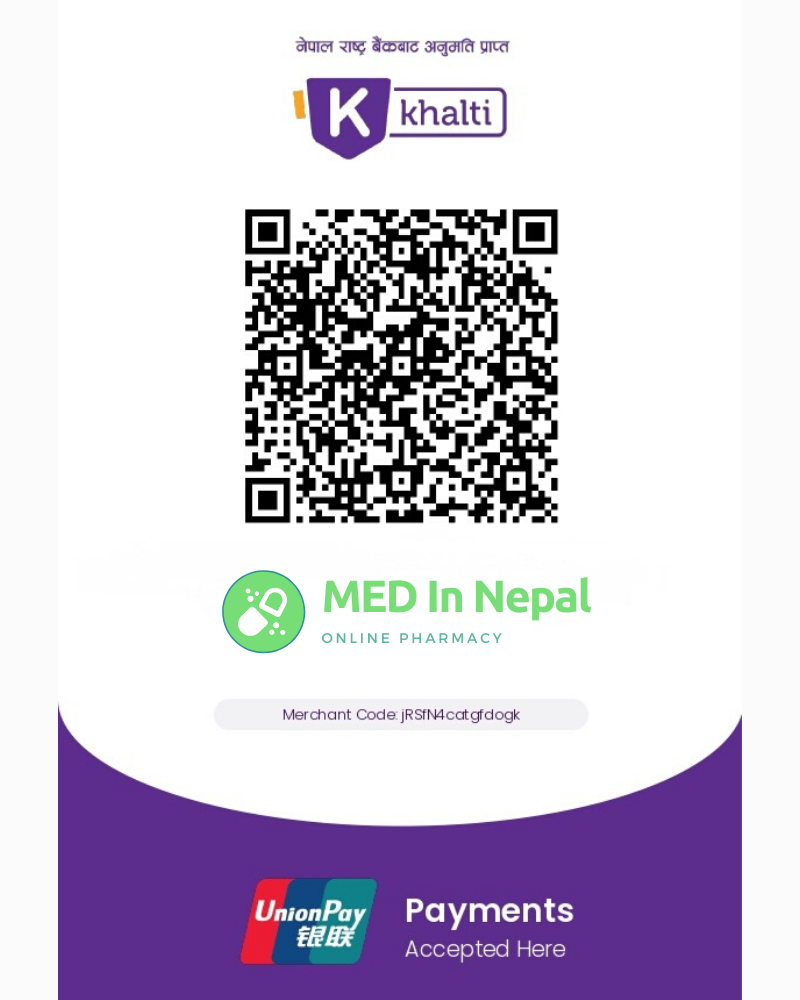 नेपाल राष्ट्र बैंकबाट अनुमति प्राप्त
K khalti
MED In Nepal
ONLINE PHARMACY
Merchant Code: jRSfN4catgfdogk
UnionPay
银联
Payments
Accepted Here